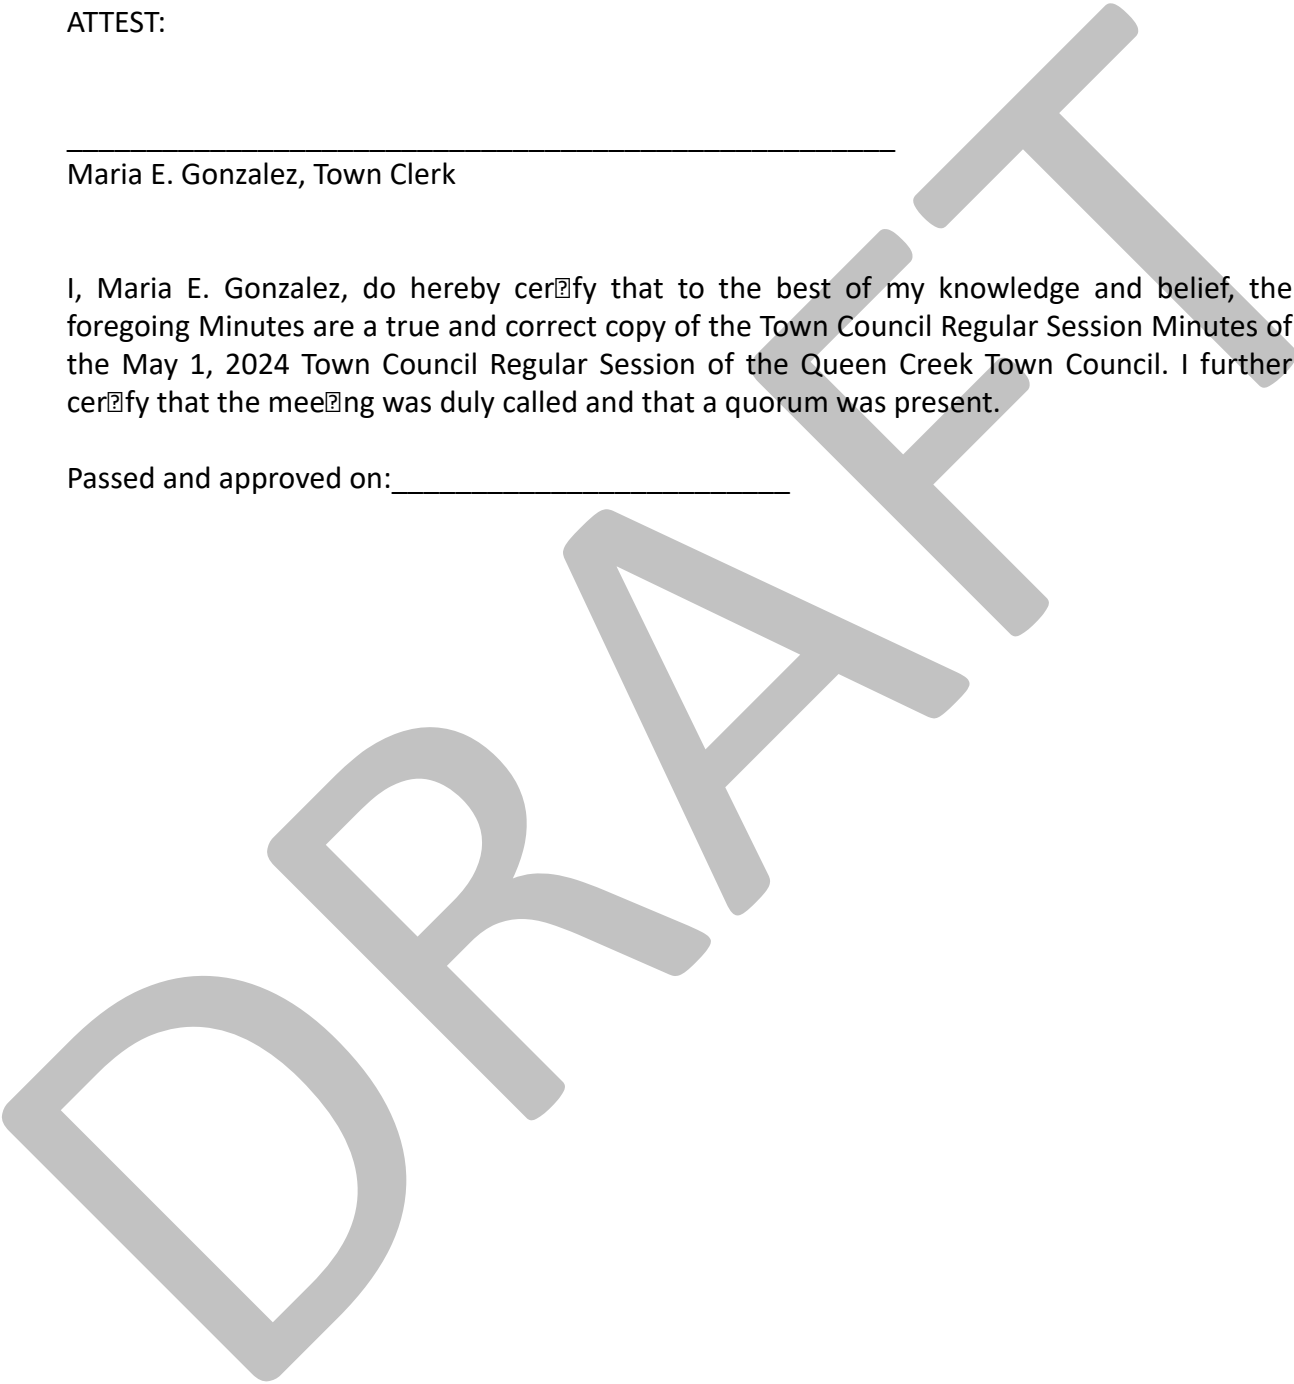 ATTEST:
____________________________________________________
Maria E. Gonzalez, Town Clerk
I, Maria E. Gonzalez, do hereby cer�fy that to the best of my knowledge and belief, the
foregoing Minutes are a true and correct copy of the Town Council Regular Session Minutes of
the May 1, 2024 Town Council Regular Session of the Queen Creek Town Council. I further
cer�fy that the mee�ng was duly called and that a quorum was present.
Passed and approved on:_________________________
DRAFT